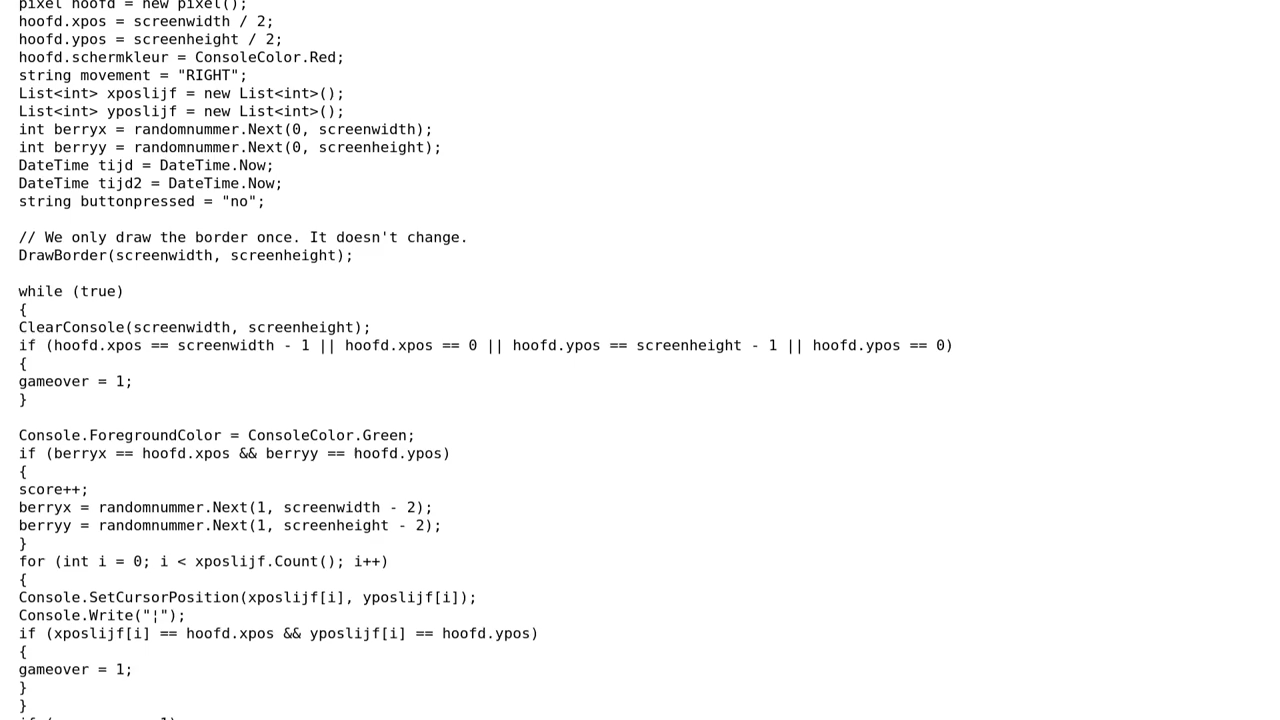 pixel hoofd = new pixel();
hoofd.xpos = screenwidth / 2;
hoofd.ypos = screenheight / 2;
hoofd.schermkleur = ConsoleColor.Red;
string movement = "RIGHT";
List<int> xposlijf = new List<int>();
List<int> yposlijf = new List<int>();
int berryx = randomnummer.Next(0, screenwidth);
int berryy = randomnummer.Next(0, screenheight);
DateTime tijd = DateTime.Now;
DateTime tijd2 = DateTime.Now;
string buttonpressed = "no";

// We only draw the border once. It doesn't change.
DrawBorder(screenwidth, screenheight);

while (true)
{
ClearConsole(screenwidth, screenheight);
if (hoofd.xpos == screenwidth - 1 || hoofd.xpos == 0 || hoofd.ypos == screenheight - 1 || hoofd.ypos == 0)
{
gameover = 1;
}

Console.ForegroundColor = ConsoleColor.Green;
if (berryx == hoofd.xpos && berryy == hoofd.ypos)
{
score++;
berryx = randomnummer.Next(1, screenwidth - 2);
berryy = randomnummer.Next(1, screenheight - 2);
}
for (int i = 0; i < xposlijf.Count(); i++)
{
Console.SetCursorPosition(xposlijf[i], yposlijf[i]);
Console.Write("¦");
if (xposlijf[i] == hoofd.xpos && yposlijf[i] == hoofd.ypos)
{
gameover = 1;
}
}